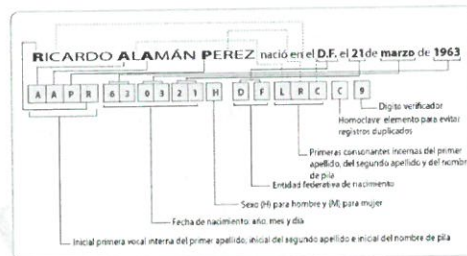 RICARDO ALAMÁN PEREZ nació en el D.F. el 21 de marzo de 1963
A A P R 6 3 0 3 2 1 H D F L R C C 9
Digito verificador
Homoclave elemento para evitar
registros duplicados
Primeras consonantes internas del primer
apellido, del segundo apellido y del nombre
de pila
Entidad federativa de nacimiento
Sexo (H) para hombre y (M) para mujer
Fecha de nacimiento: año, mes y dia
Inicial primera vocal interna del primer apellido, inicial del segundo apellido e inicial del nombre de pila